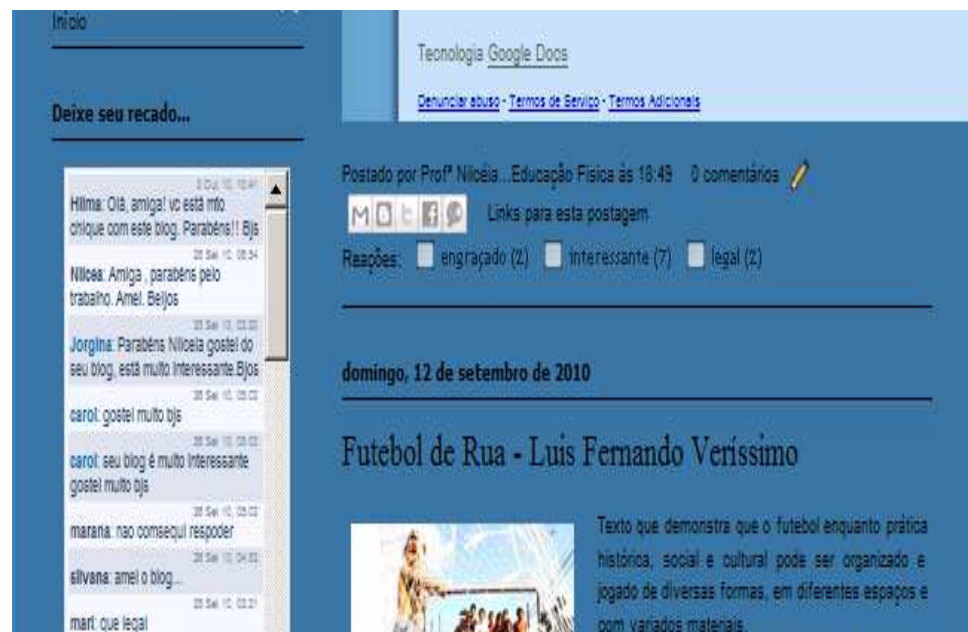 Início
Deixe seu recado...
Hilma: Olá, amiga! vc está mto
chique com este blog. Parabéns!! Bjs
Nilcea: Amiga , parabéns pelo
trabalho. Amei. Beijos
Jorgina: Parabéns Nilceia gostei do
seu blog, está muito interessante.Bjos
carol: gostei muito bjs
carol: seu blog é muito interessante
gostei muito bjs
marana: nao comsequi respoder
silvana: amei o blog...
mari: que legal
Tecnologia Google Docs
Denunciar abuso - Termos de Serviço - Termos Adicionais
Postado por Profª Nilcéia...Educação Física às 18:49 0 comentários
Links para esta postagem
Reações: engraçado (2) interessante (7) legal (2)
domingo, 12 de setembro de 2010
Futebol de Rua - Luis Fernando Veríssimo
Texto que demonstra que o futebol enquanto prática
histórica, social e cultural pode ser organizado e
jogado de diversas formas, em diferentes espaços e
com variados materiais.